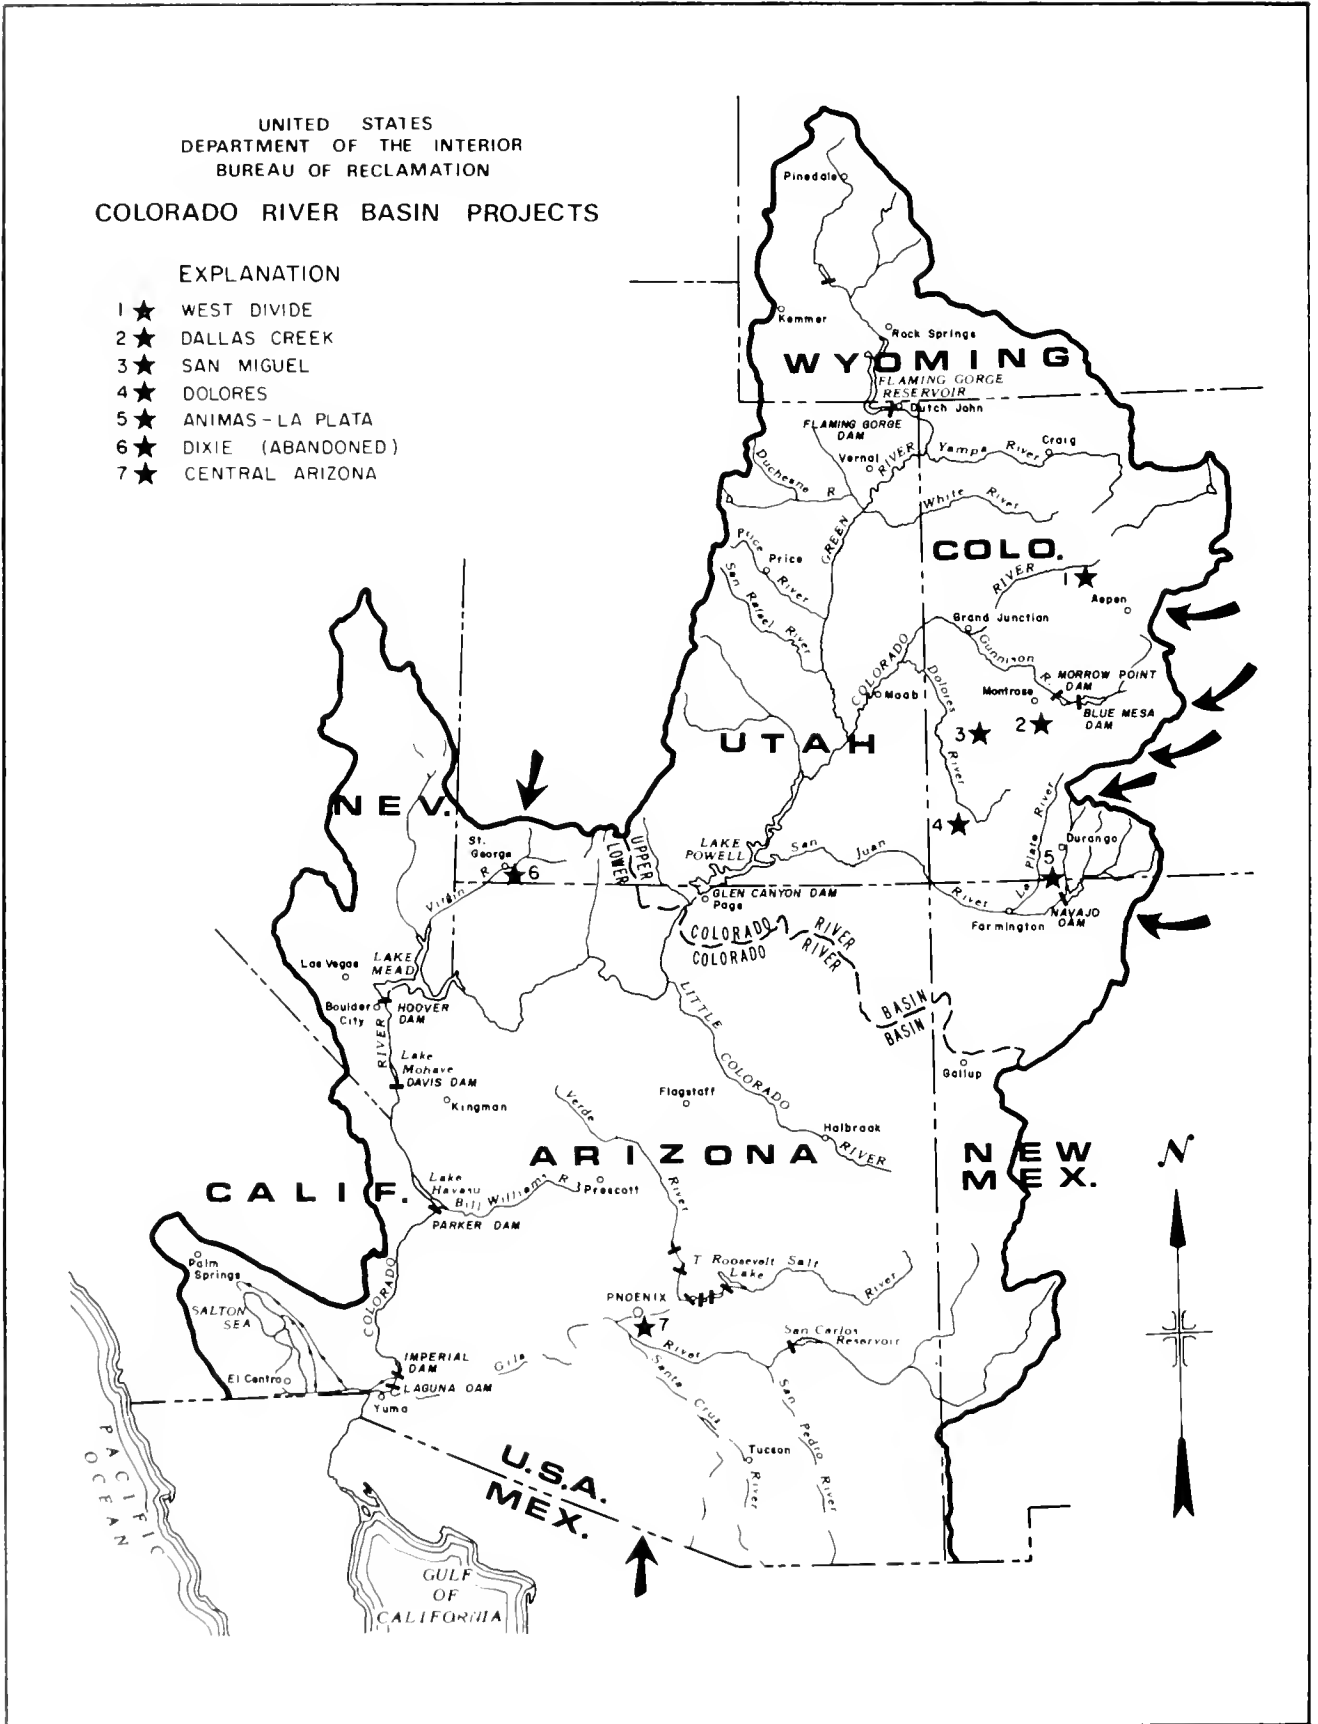 UNITED STATES
DEPARTMENT OF THE INTERIOR
BUREAU OF RECLAMATION
COLORADO RIVER BASIN PROJECTS
EXPLANATION
1 ★ WEST DIVIDE
2 ★ DALLAS CREEK
3 ★ SAN MIGUEL
4 ★ DOLORES
5 ★ ANIMAS-LA PLATA
6 ★ DIXIE (ABANDONED)
7 ★ CENTRAL ARIZONA
Pinedale
Kemmer
Rock Springs
WYOMING
FLAMING GORGE
RESERVOIR
Dutch John
FLAMING GORGE
DAM
Vernal
GREEN RIVER
Yampa River
Craig
Duchesne R
White River
COLO.
Price River
Price
San Rafael River
RIVER
1
Aspen
Grand Junction
COLORADO
Gunnison R.
MORROW POINT
DAM
Montrose
BLUE MESA
DAM
Moab
Dolores River
UTAH
3
2
NEV.
4
La Plata River
Durango
5
St.
George
6
Virgin R
LOWER
UPPER
LAKE
POWELL
San Juan River
GLEN CANYON DAM
Page
Farmington
NAVAJO
DAM
COLORADO RIVER BASIN
COLORADO RIVER BASIN
Las Vegas
LAKE
MEAD
Boulder
City
HOOVER
DAM
RIVER
Lake
Mohave
DAVIS DAM
Kingman
LITTLE COLORADO RIVER
Gallup
Flagstaff
Verde River
Holbrook
ARIZONA
NEW
MEX.
N
CALIF.
Lake
Havasu
Bill Williams R
Prescott
PARKER DAM
Palm
Springs
COLORADO
SALTON
SEA
T Roosevelt
Lake
Salt River
PNOENIX
7
San Carlos
Reservoir
Gila River
IMPERIAL
DAM
El Centro
LAGUNA DAM
Yuma
Santa Cruz River
San Pedro River
Tucson
PACIFIC
OCEAN
U.S.A.
MEX.
GULF
OF
CALIFORNIA